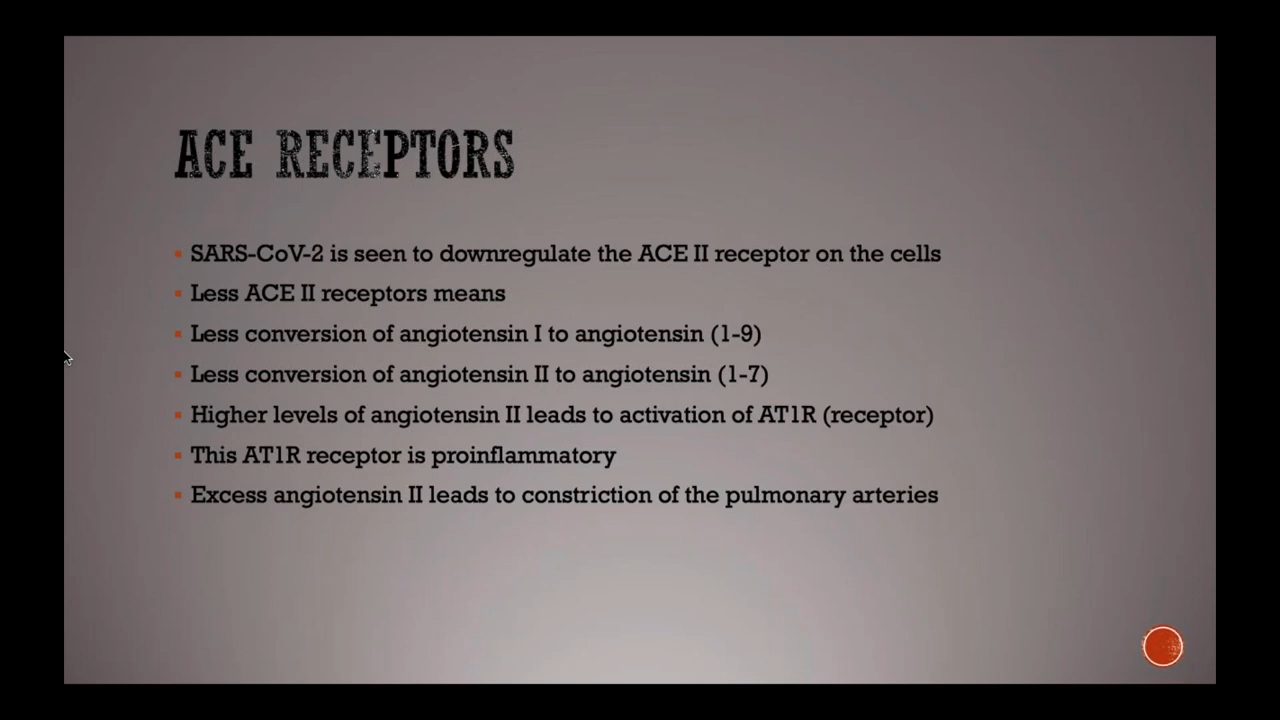 ACE RECEPTORS
SARS-CoV-2 is seen to downregulate the ACE II receptor on the cells
Less ACE II receptors means
Less conversion of angiotensin I to angiotensin (1-9)
Less conversion of angiotensin II to angiotensin (1-7)
Higher levels of angiotensin II leads to activation of AT1R (receptor)
This AT1R receptor is proinflammatory
Excess angiotensin II leads to constriction of the pulmonary arteries